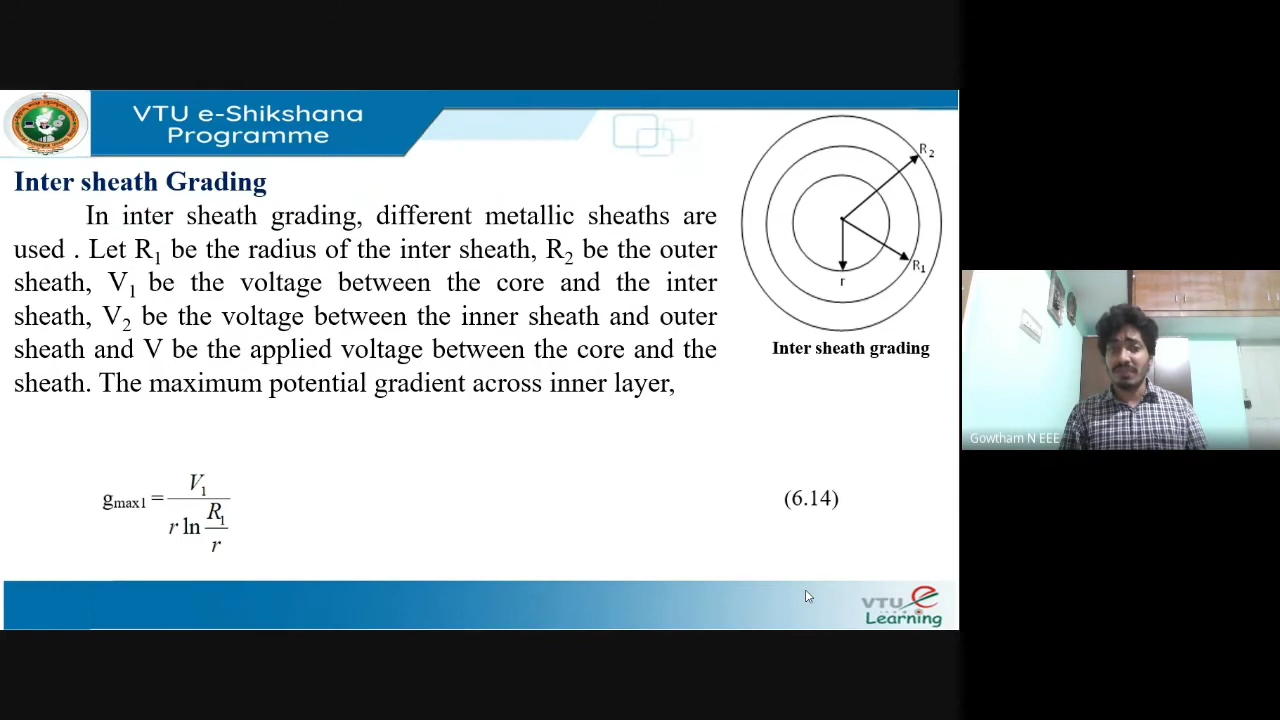 VTU e-Shikshana
Programme
Inter sheath Grading
In inter sheath grading, different metallic sheaths are
used . Let R₁ be the radius of the inter sheath, R₂ be the outer
sheath, V₁ be the voltage between the core and the inter
sheath, V₂ be the voltage between the inner sheath and outer
sheath and V be the applied voltage between the core and the
sheath. The maximum potential gradient across inner layer,
R₂
R₁
r
Inter sheath grading
gmax1 = V₁ / (r ln R₁/r) (6.14)
Gowtham N EEE
VTU e
Learning